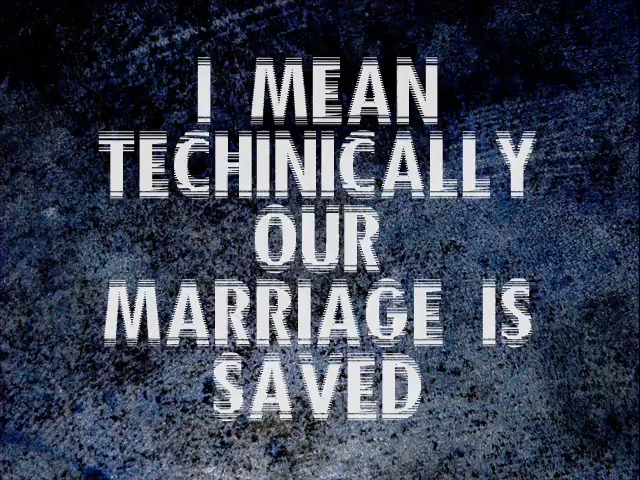 I MEAN
TECHINICALLY
OUR
MARRIAGE IS
SAVED